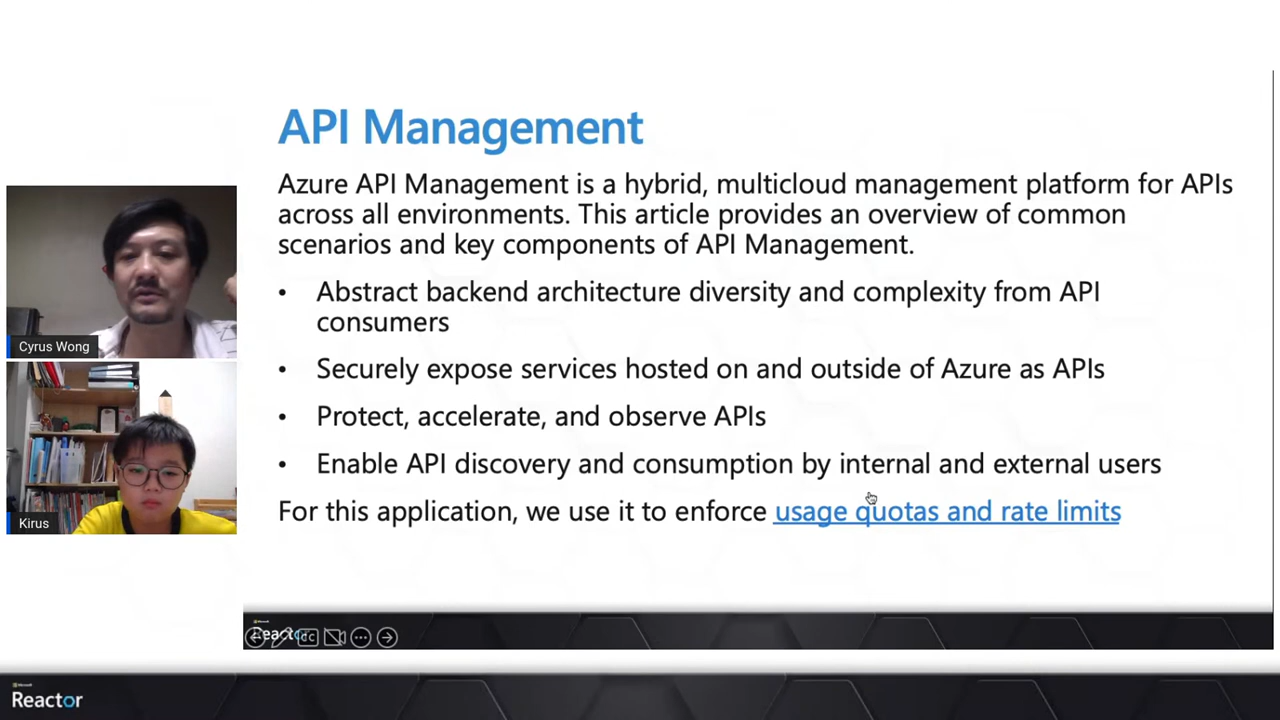 API Management
Azure API Management is a hybrid, multicloud management platform for APIs
across all environments. This article provides an overview of common
scenarios and key components of API Management.
• Abstract backend architecture diversity and complexity from API
consumers
• Securely expose services hosted on and outside of Azure as APIs
• Protect, accelerate, and observe APIs
• Enable API discovery and consumption by internal and external users
For this application, we use it to enforce usage quotas and rate limits
Cyrus Wong
Kirus
Microsoft
Reactor
CC
Microsoft
Reactor